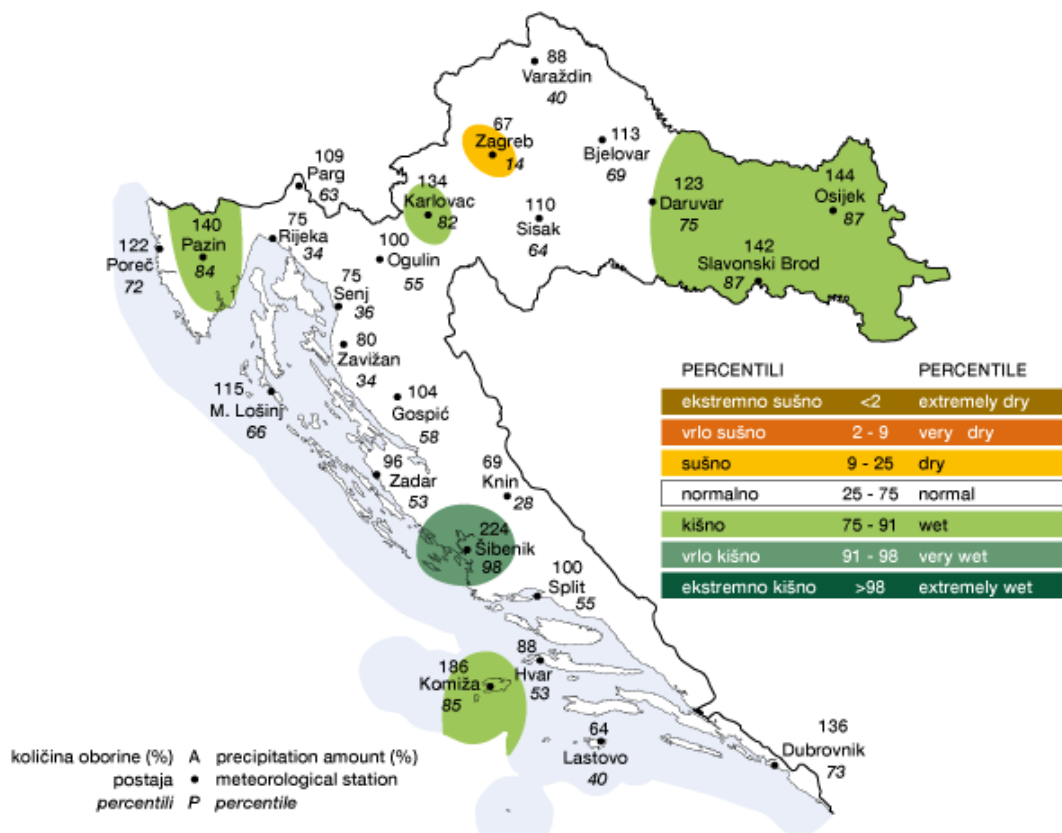 88
Varaždin
40
67
Zagreb
14
113
Bjelovar
69
109
Parg
63
134
Karlovac
82
123
Daruvar
75
144
Osijek
87
110
Sisak
64
140
Pazin
84
75
Rijeka
34
122
Poreč
72
100
Ogulin
55
142
Slavonski Brod
87
75
Senj
36
80
Zavižan
34
115
M. Lošinj
66
104
Gospić
58
96
Zadar
53
69
Knin
28
224
Šibenik
98
100
Split
55
88
Hvar
53
186
Komiža
85
64
Lastovo
40
136
Dubrovnik
73
PERCENTILI PERCENTILE
ekstremno sušno <2 extremely dry
vrlo sušno 2 - 9 very dry
sušno 9 - 25 dry
normalno 25 - 75 normal
kišno 75 - 91 wet
vrlo kišno 91 - 98 very wet
ekstremno kišno >98 extremely wet
količina oborine (%) A precipitation amount (%)
postaja ● meteorological station
percentili P percentile